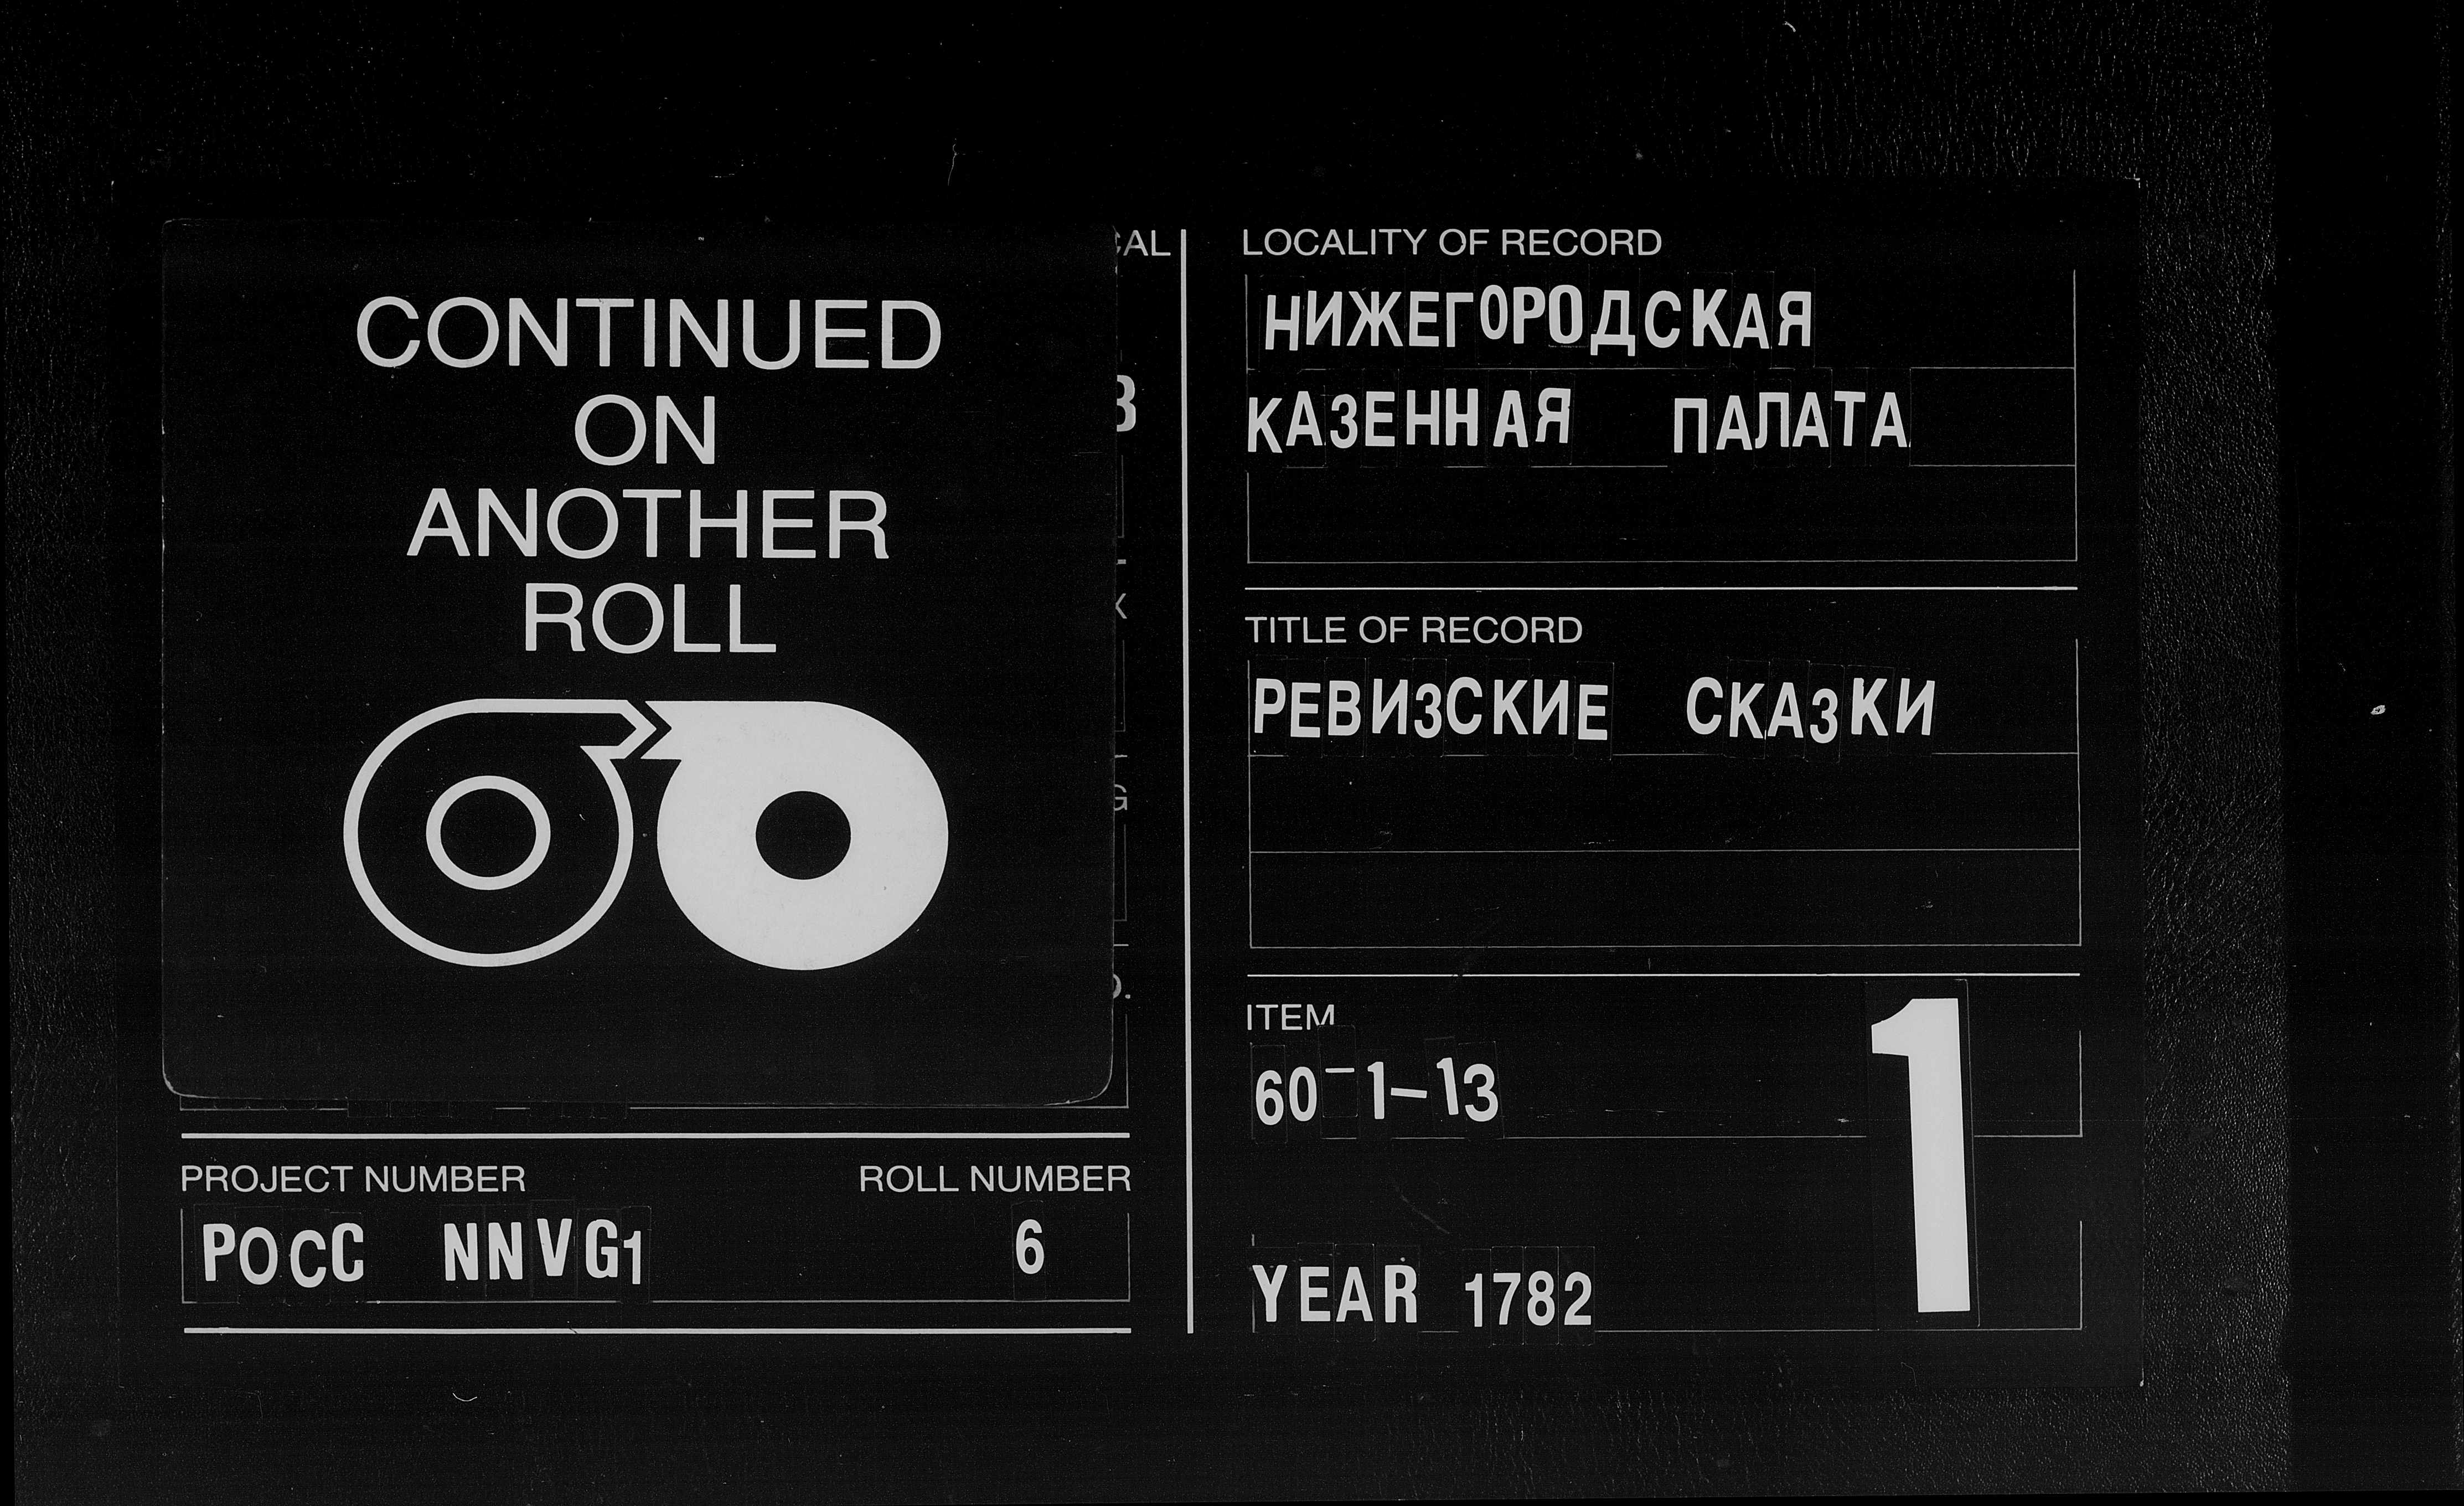 CONTINUED
ON
ANOTHER
ROLL
PROJECT NUMBER ROLL NUMBER
РОСС NNVG1 6
LOCALITY OF RECORD
НИЖЕГОРОДСКАЯ
КАЗЕННАЯ ПАЛАТА
TITLE OF RECORD
РЕВИЗСКИЕ СКАЗКИ
ITEM
60-1-13
1
YEAR 1782